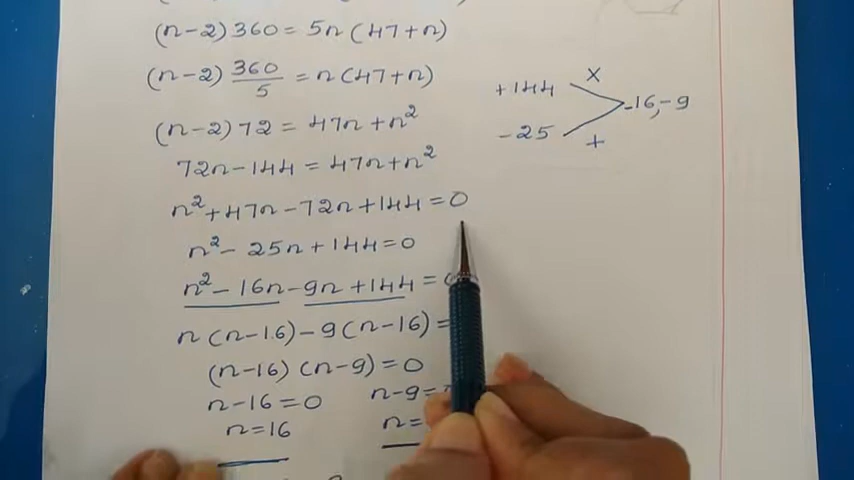 (n-2) 360 = 5n (47+n)
(n-2) 360/5 = n (47+n)
(n-2) 72 = 47n + n²
72n - 144 = 47n + n²
n² + 47n - 72n + 144 = 0
n² - 25n + 144 = 0
n² - 16n - 9n + 144 =
n (n-16) - 9 (n-16) =
(n-16) (n-9) = 0
n-16 = 0 n-9 =
n = 16 n =
+144 x
-16, -9
-25 +